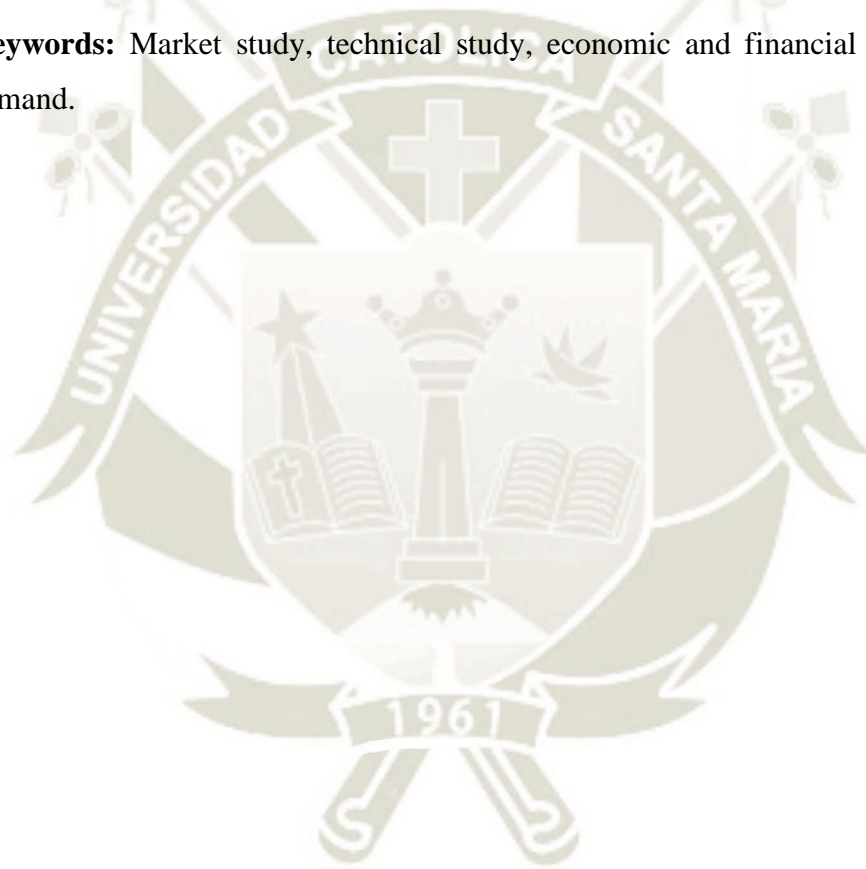 eywords: Market study, technical study, economic and financial
mand.
UNIVERSIDAD CATOLICA SANTA MARIA
1961